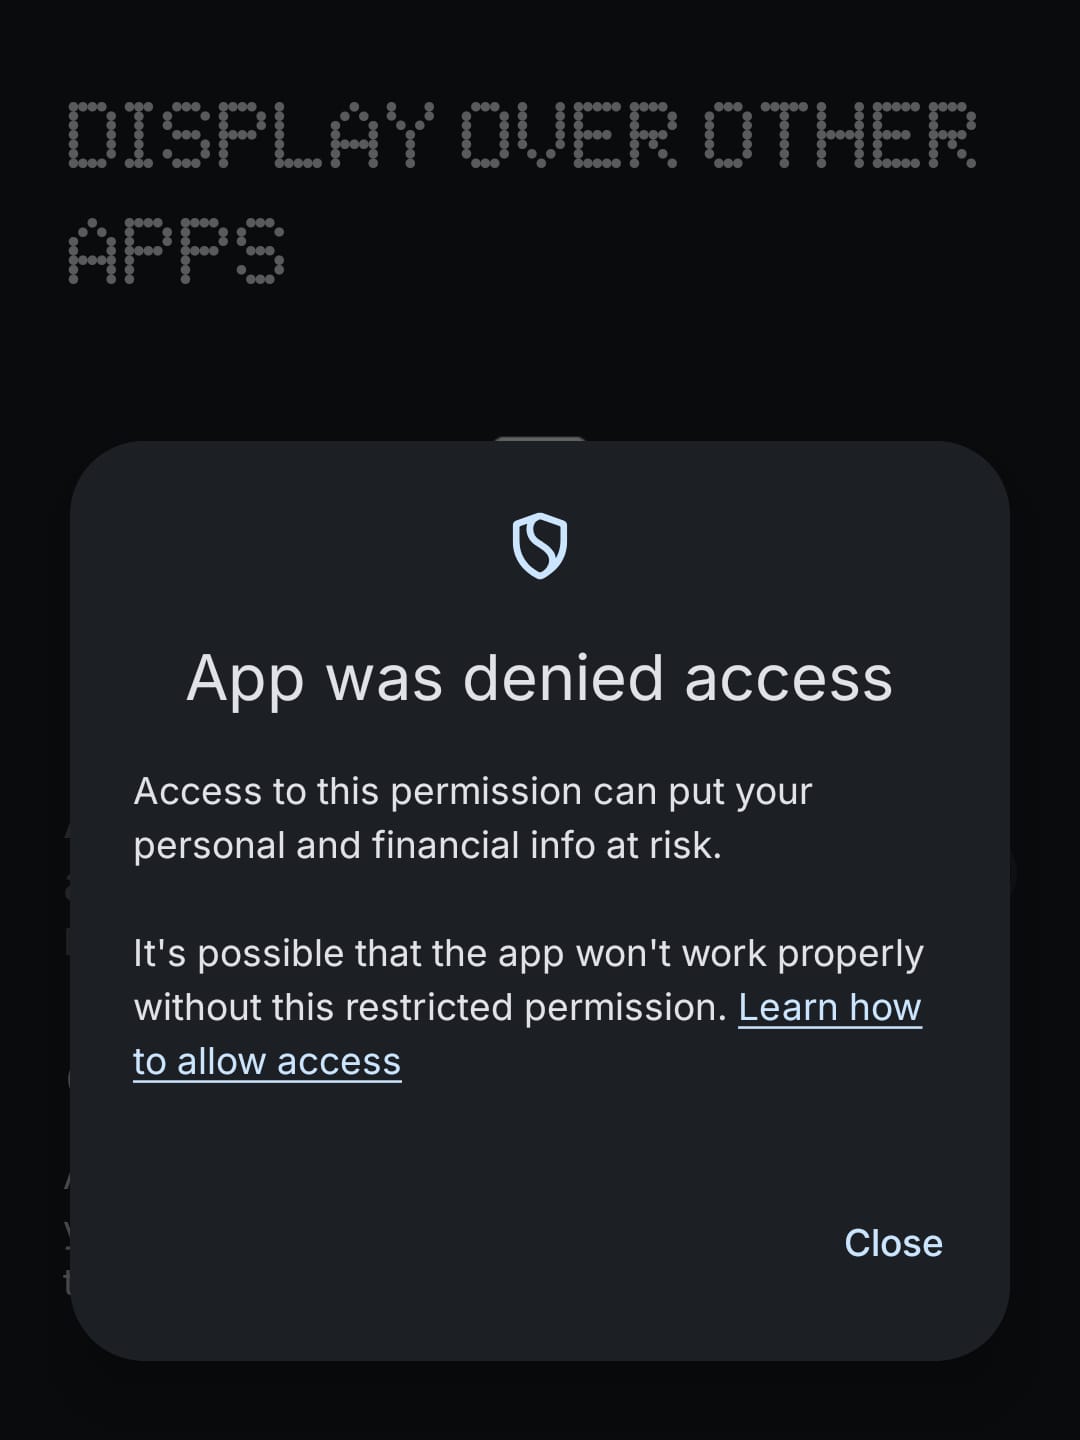 DISPLAY OVER OTHER
APPS
App was denied access
Access to this permission can put your
personal and financial info at risk.
It's possible that the app won't work properly
without this restricted permission. Learn how
to allow access
Close